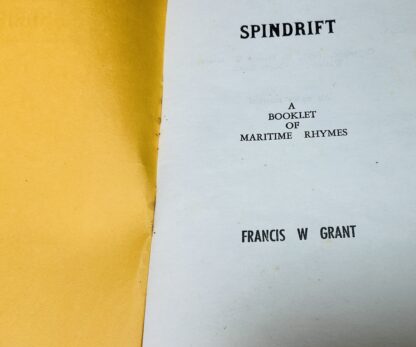 SPINDRIFT
A
BOOKLET
OF
MARITIME RHYMES
FRANCIS W GRANT